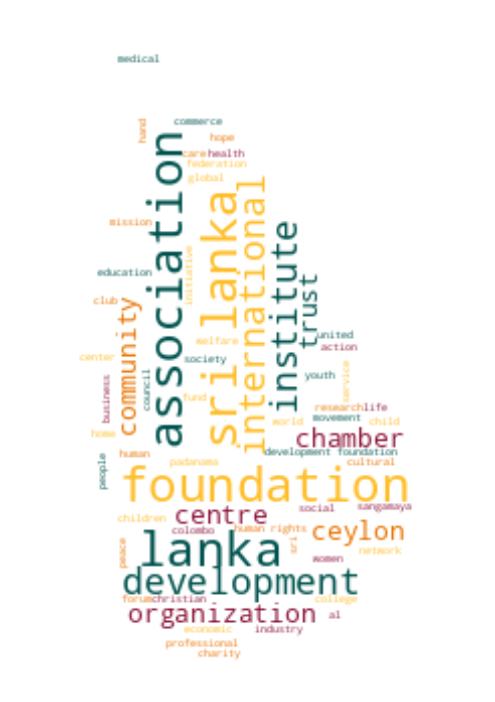 medical
commerce
hand
hope
care
health
federation
global
association
sri lanka
international
mission
institute
education
initiative
trust
club
community
united
welfare
action
center
society
service
council
youth
business
fund
research
life
movement
world
child
home
chamber
human
development
foundation
people
padanama
cultural
foundation
centre
social
sangamaya
children
colombo
human rights
ceylon
peace
lanka
sri
network
women
development
forum
christian
college
organization
al
economic
industry
professional
charity